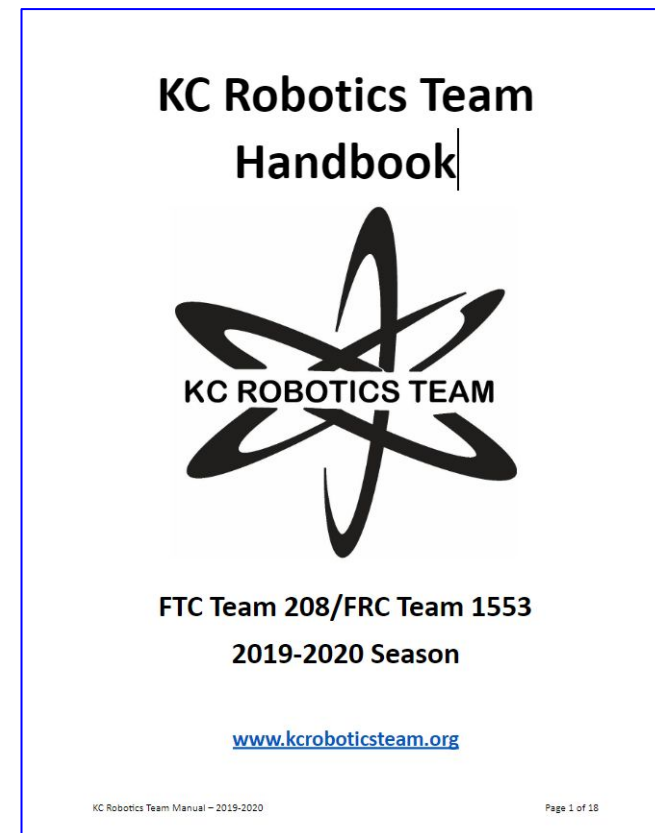 KC Robotics Team
Handbook
KC ROBOTICS TEAM
FTC Team 208/FRC Team 1553
2019-2020 Season
www.kcroboticsteam.org
KC Robotics Team Manual – 2019-2020 Page 1 of 18